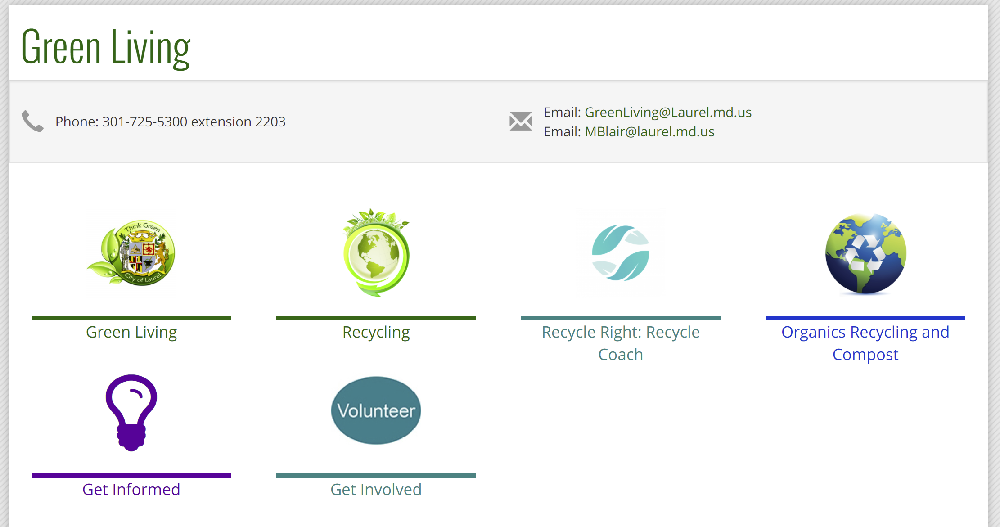 Green Living
Phone: 301-725-5300 extension 2203
Email: GreenLiving@Laurel.md.us
Email: MBlair@laurel.md.us
Think Green
City of Laurel
Green Living
Recycling
Recycle Right: Recycle
Coach
Organics Recycling and
Compost
Volunteer
Get Informed
Get Involved